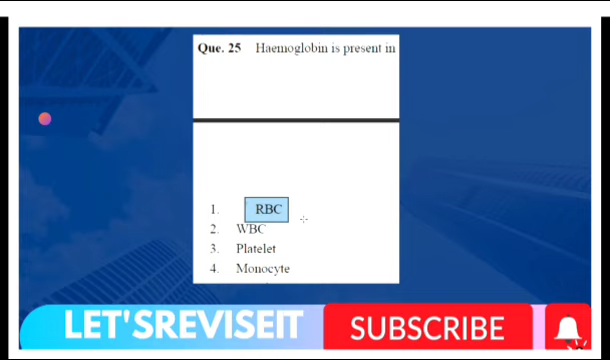 Que. 25 Haemoglobin is present in
1. RBC
2. WBC
3. Platelet
4. Monocyte
LET'SREVISEIT
SUBSCRIBE